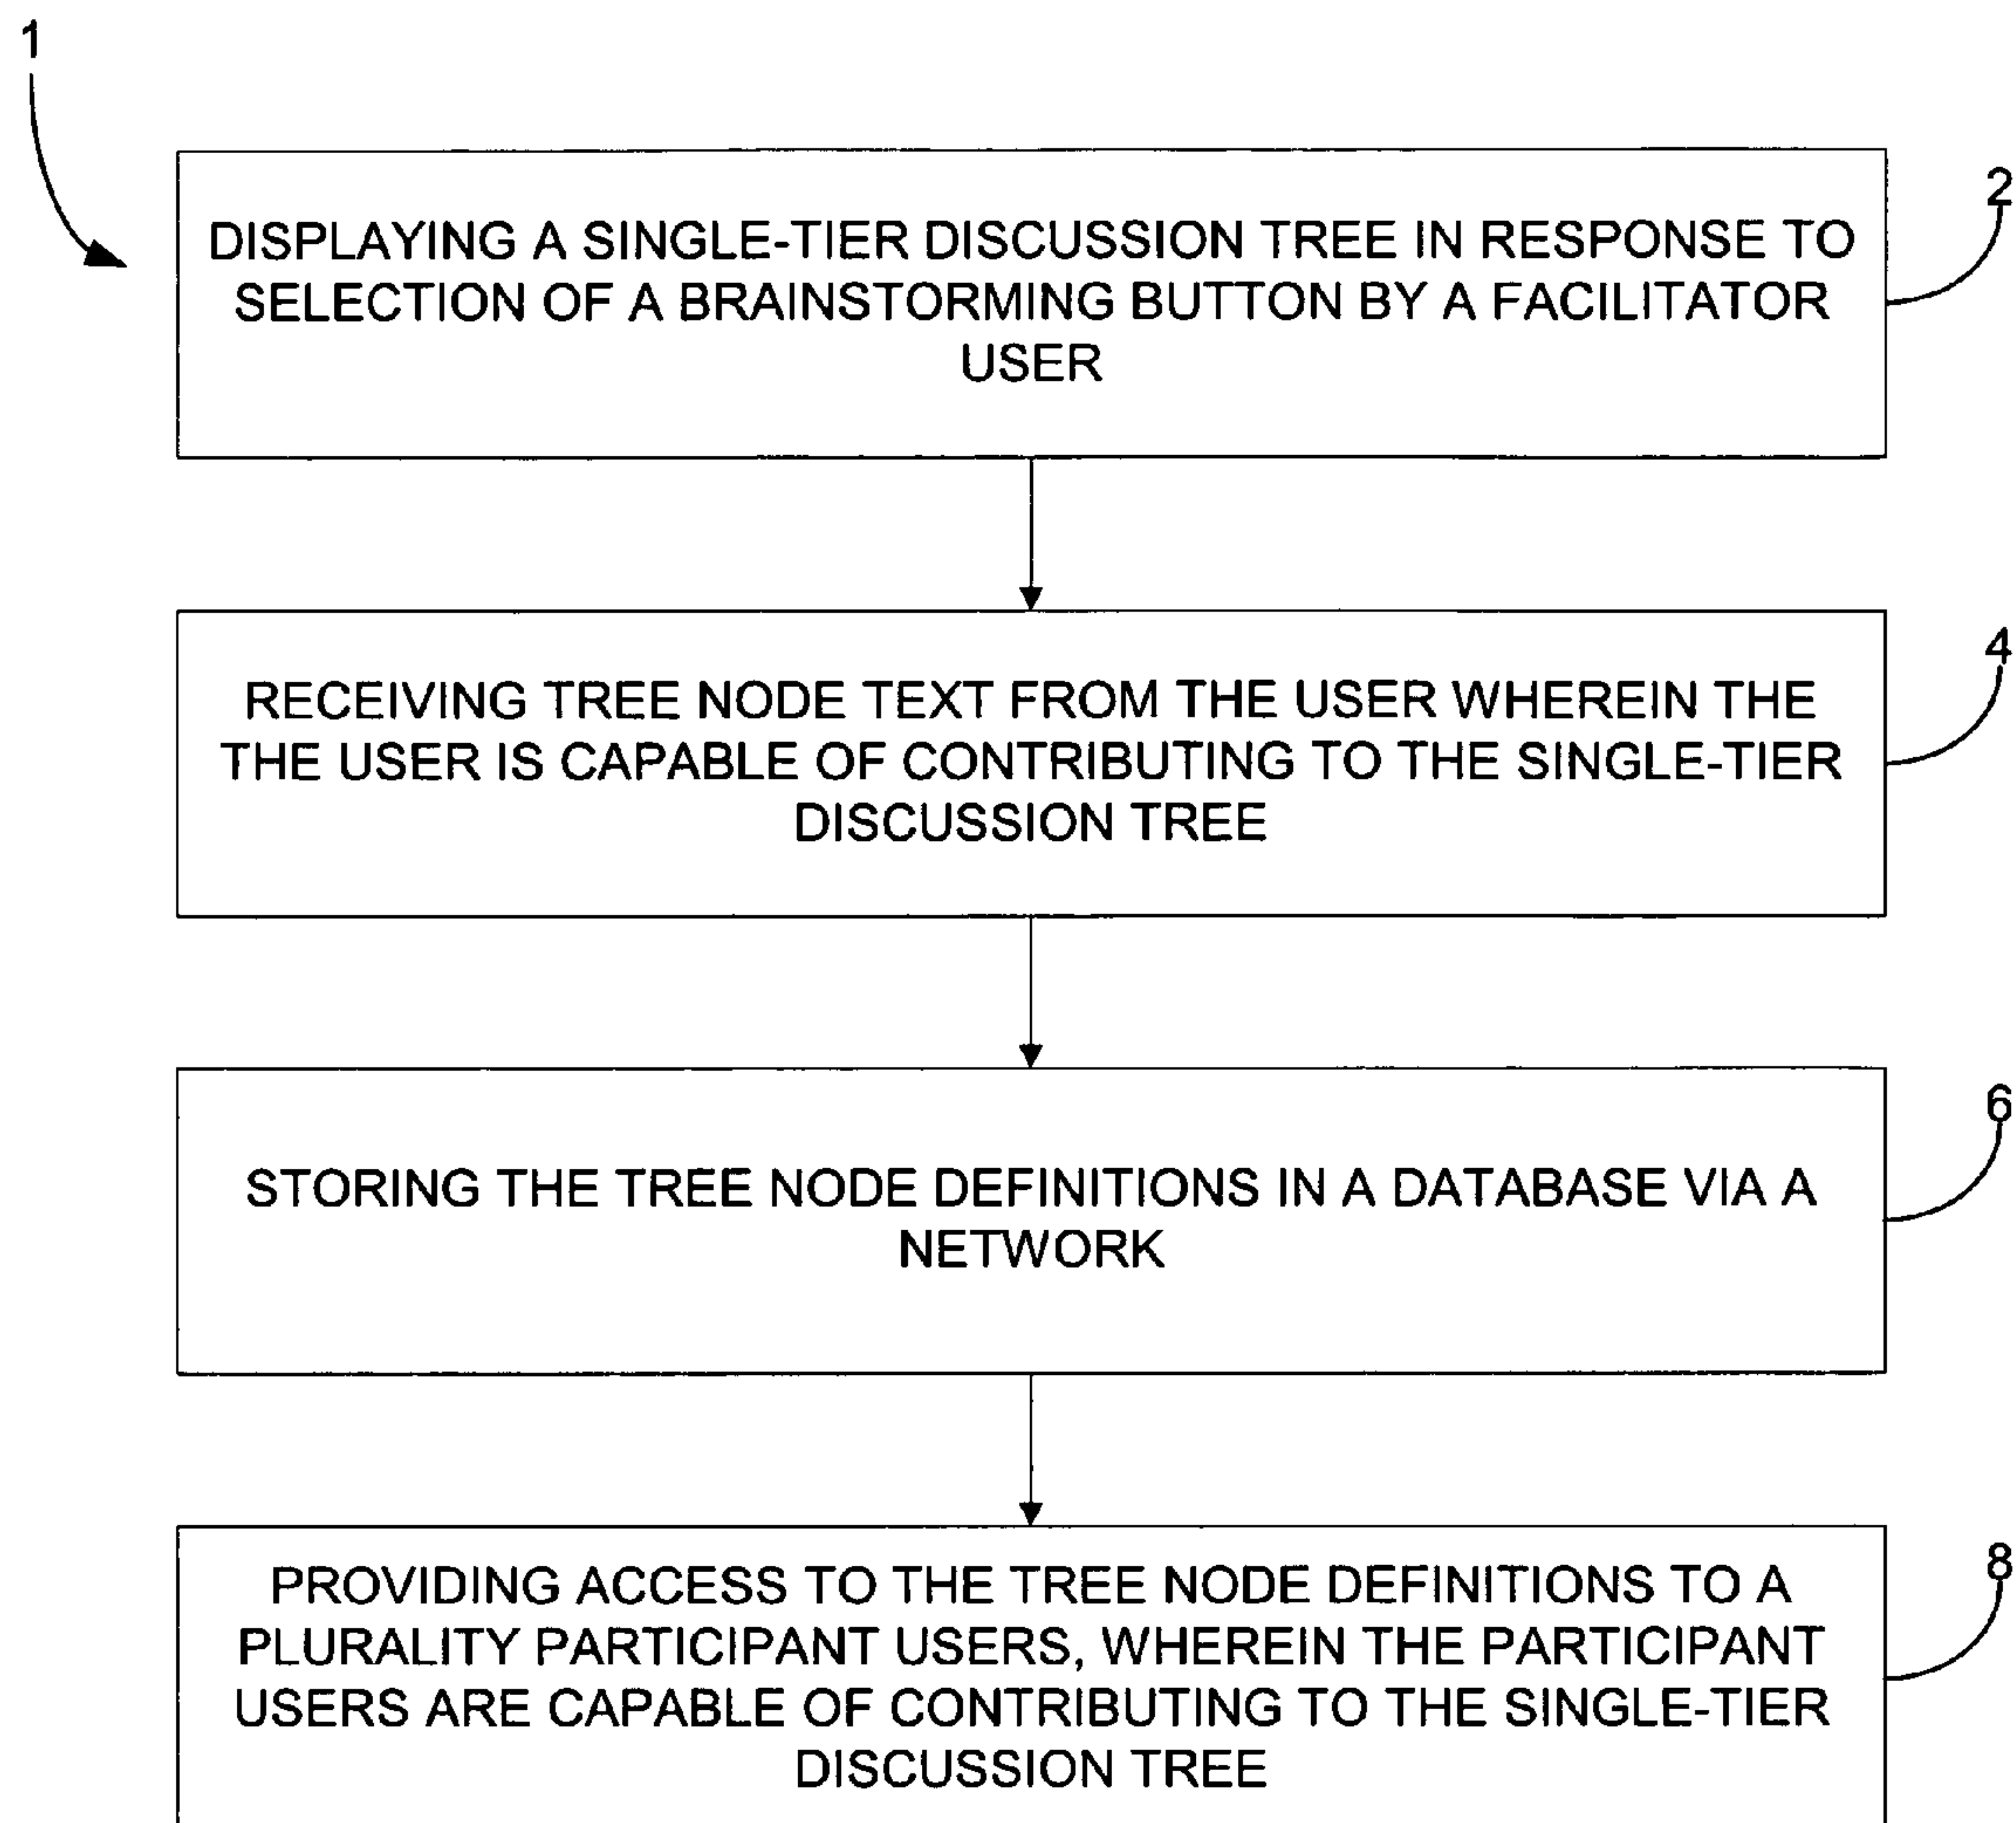 1
2
DISPLAYING A SINGLE-TIER DISCUSSION TREE IN RESPONSE TO
SELECTION OF A BRAINSTORMING BUTTON BY A FACILITATOR
USER
4
RECEIVING TREE NODE TEXT FROM THE USER WHEREIN THE
THE USER IS CAPABLE OF CONTRIBUTING TO THE SINGLE-TIER
DISCUSSION TREE
6
STORING THE TREE NODE DEFINITIONS IN A DATABASE VIA A
NETWORK
8
PROVIDING ACCESS TO THE TREE NODE DEFINITIONS TO A
PLURALITY PARTICIPANT USERS, WHEREIN THE PARTICIPANT
USERS ARE CAPABLE OF CONTRIBUTING TO THE SINGLE-TIER
DISCUSSION TREE